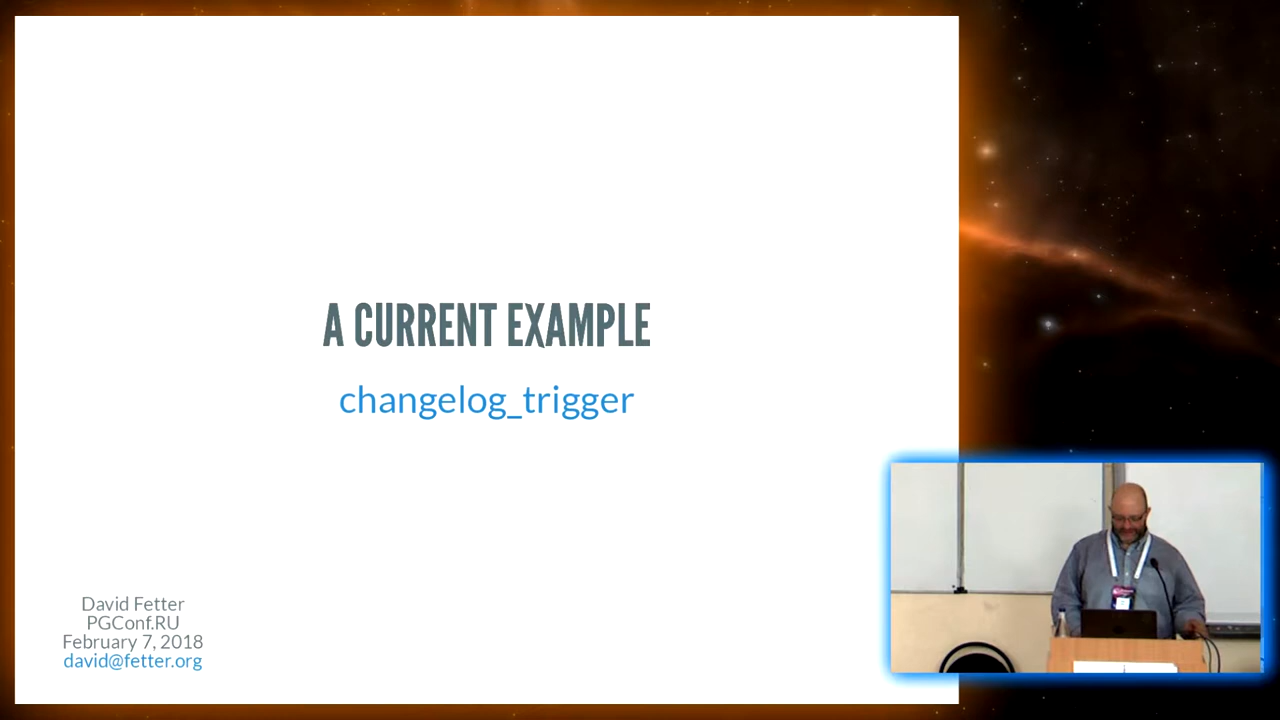 A CURRENT EXAMPLE
changelog_trigger
David Fetter
PGConf.RU
February 7, 2018
david@fetter.org